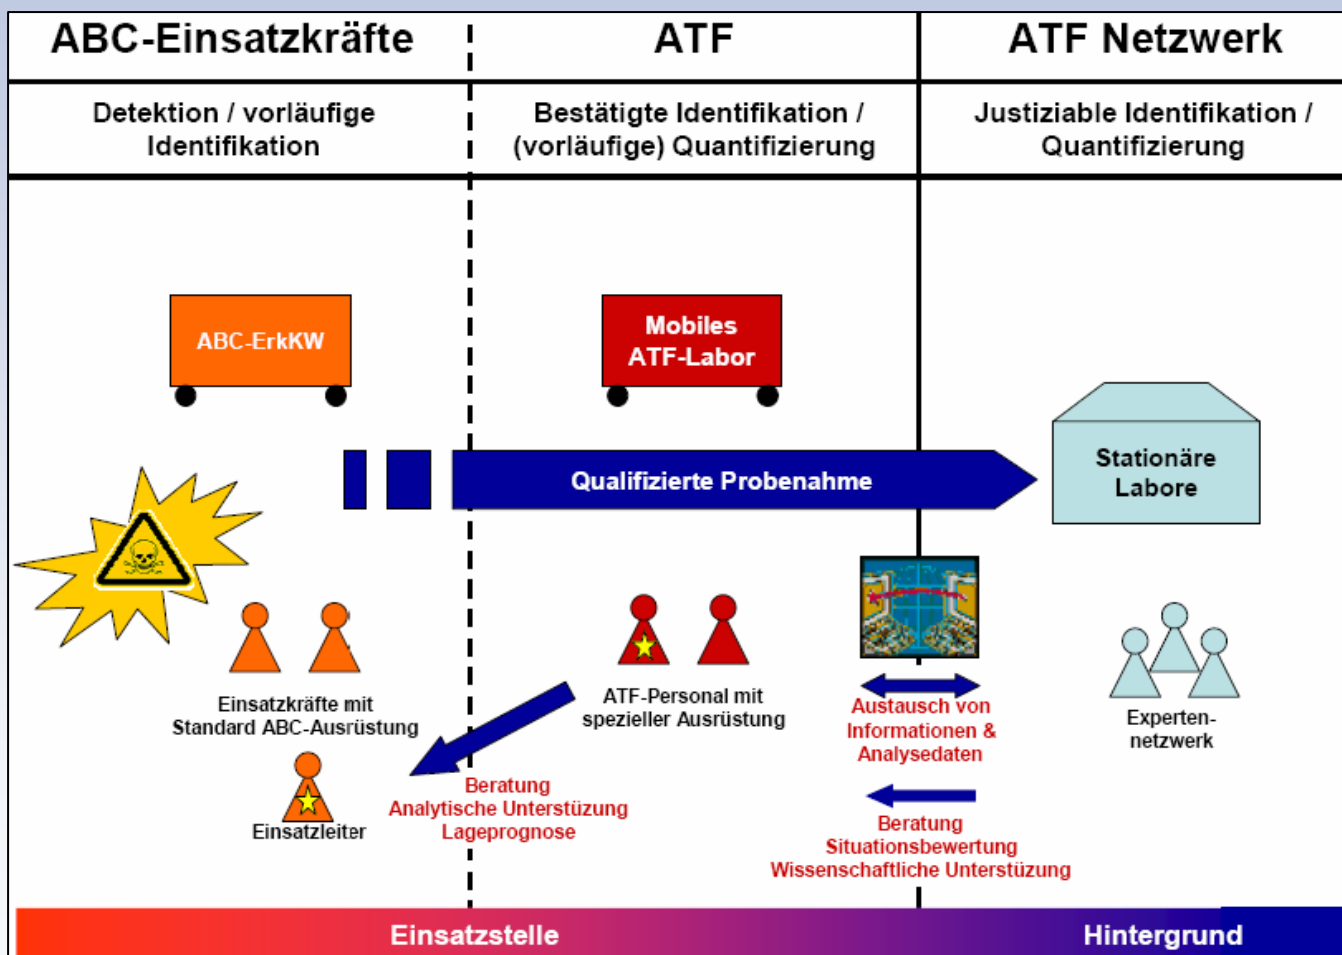 ABC-Einsatzkräfte
ATF
ATF Netzwerk
Detektion / vorläufige
Identifikation
Bestätigte Identifikation /
(vorläufige) Quantifizierung
Justiziable Identifikation /
Quantifizierung
ABC-ErkKW
Mobiles
ATF-Labor
Qualifizierte Probenahme
Stationäre
Labore
Einsatzkräfte mit
Standard ABC-Ausrüstung
Einsatzleiter
ATF-Personal mit
spezieller Ausrüstung
Beratung
Analytische Unterstüzung
Lageprognose
Austausch von
Informationen &
Analysedaten
Beratung
Situationsbewertung
Wissenschaftliche Unterstüzung
Experten-
netzwerk
Einsatzstelle
Hintergrund